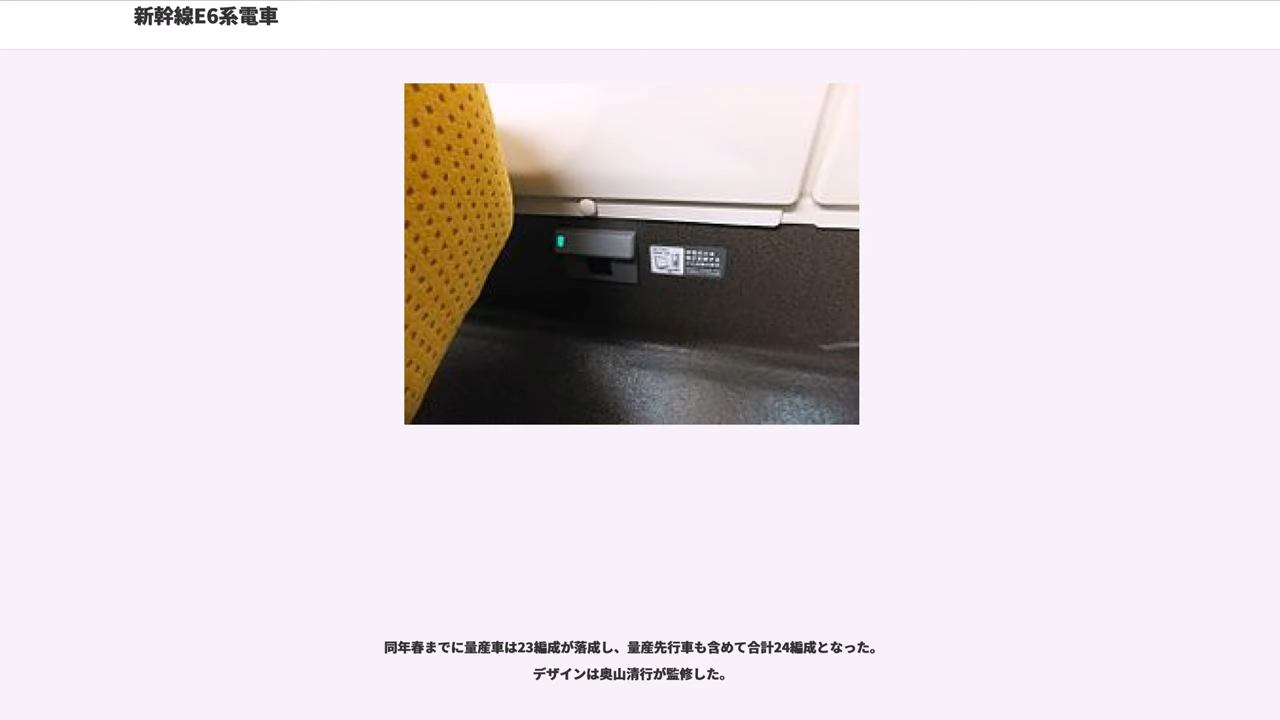 新幹線E6系電車
同年春までに量産車は23編成が落成し、量産先行車も含めて合計24編成となった。
デザインは奥山清行が監修した。